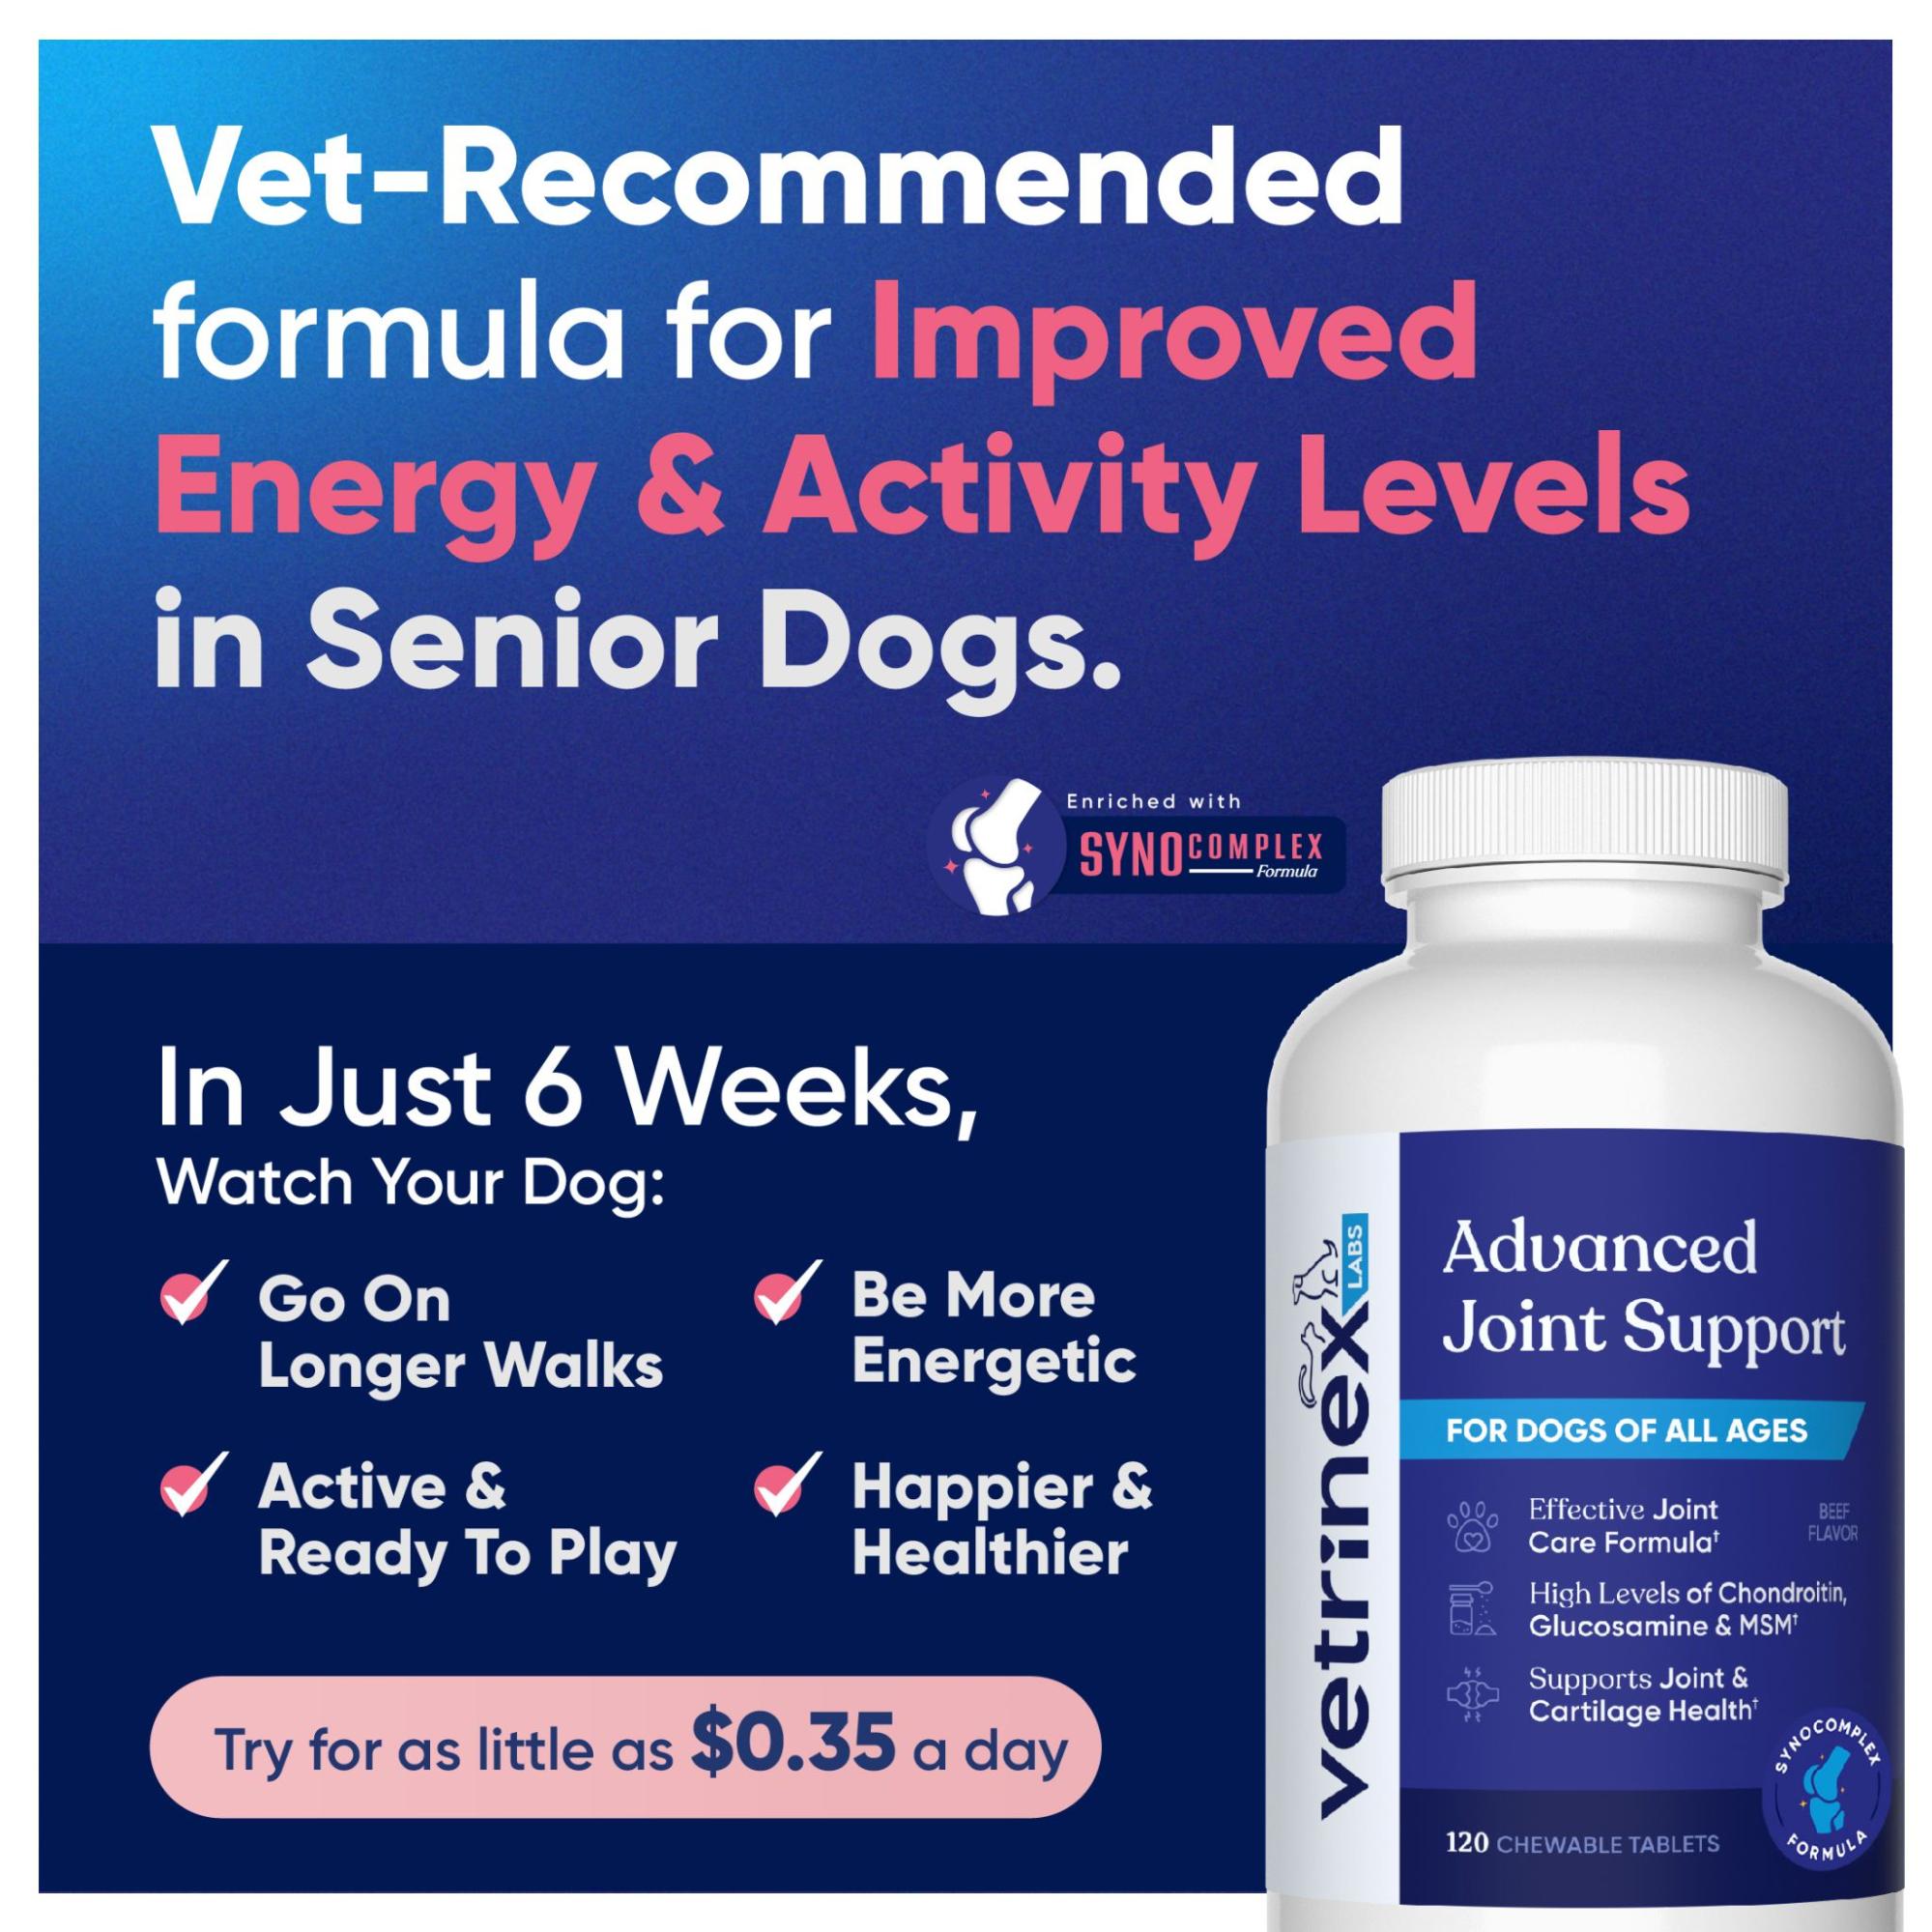 Vet-Recommended
formula for Improved
Energy & Activity Levels
in Senior Dogs.
Enriched with
SYNOCOMPLEX
Formula
In Just 6 Weeks,
Watch Your Dog:
Go On
Longer Walks
Be More
Energetic
Active &
Ready To Play
Happier &
Healthier
Try for as little as $0.35 a day
vetrinex
LABS
Advanced
Joint Support
FOR DOGS OF ALL AGES
Effective Joint
Care Formula†
BEEF
FLAVOR
High Levels of Chondroitin,
Glucosamine & MSM†
Supports Joint &
Cartilage Health†
SYNOCOMPLEX
FORMULA
120 CHEWABLE TABLETS